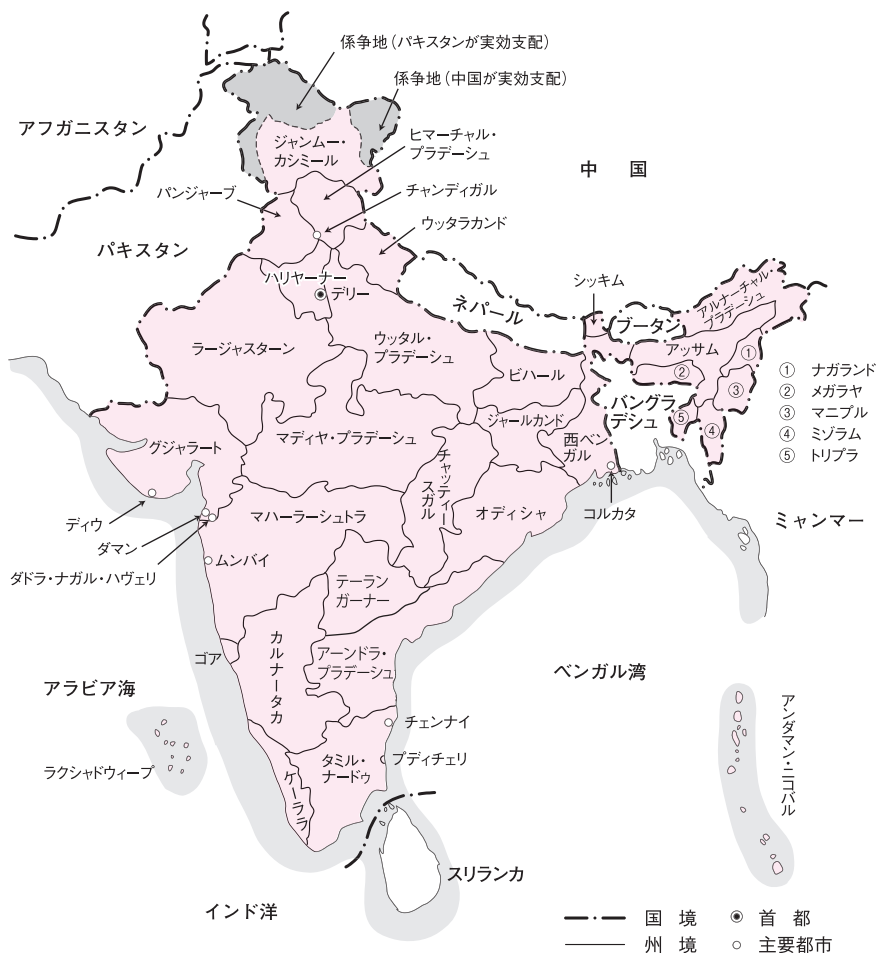 係争地（パキスタンが実効支配）
係争地（中国が実効支配）
アフガニスタン
ジャンムー・
カシミール
ヒマーチャル・
プラデーシュ
中 国
パンジャーブ
チャンディガル
ウッタラカンド
パキスタン
ハリヤーナー
デリー
シッキム
ネパール
ブータン
アルナーチャル
プラデーシュ
ラージャスターン
ウッタル・
プラデーシュ
アッサム
①
②
③
④
⑤
① ナガランド
② メガラヤ
③ マニプル
④ ミゾラム
⑤ トリプラ
ビハール
バングラ
デシュ
グジャラート
マディヤ・プラデーシュ
ジャールカンド
西ベン
ガル
チャッティー
スガル
ディウ
ダマン
ダドラ・ナガル・ハヴェリ
マハーラーシュトラ
オディシャ
コルカタ
ミャンマー
ムンバイ
テーラン
ガーナー
ゴア
カルナータカ
アーンドラ・
プラデーシュ
ベンガル湾
アラビア海
チェンナイ
アンダマン・ニコバル
ラクシャドウィープ
ケーララ
タミル・
ナードゥ
プディチェリ
スリランカ
インド洋
国 境
首 都
州 境
主要都市